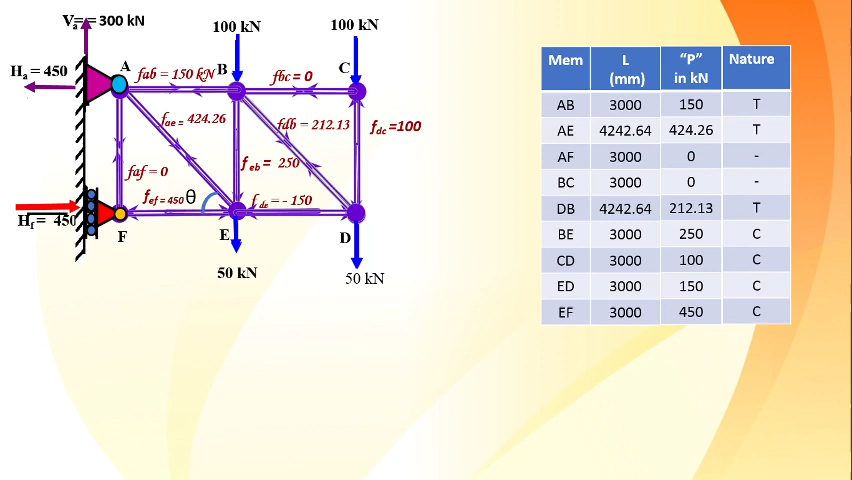 Va = 300 kN
100 kN
100 kN
Ha = 450
A
fab = 150 kN
B
fbc = 0
C
fae = 424.26
fdb = 212.13
fdc =100
faf = 0
feb = 250
fef = 450
θ
fde = - 150
Hf = 450
F
E
D
50 kN
50 kN
Mem L (mm) “P” in kN Nature
AB 3000 150 T
AE 4242.64 424.26 T
AF 3000 0 -
BC 3000 0 -
DB 4242.64 212.13 T
BE 3000 250 C
CD 3000 100 C
ED 3000 150 C
EF 3000 450 C